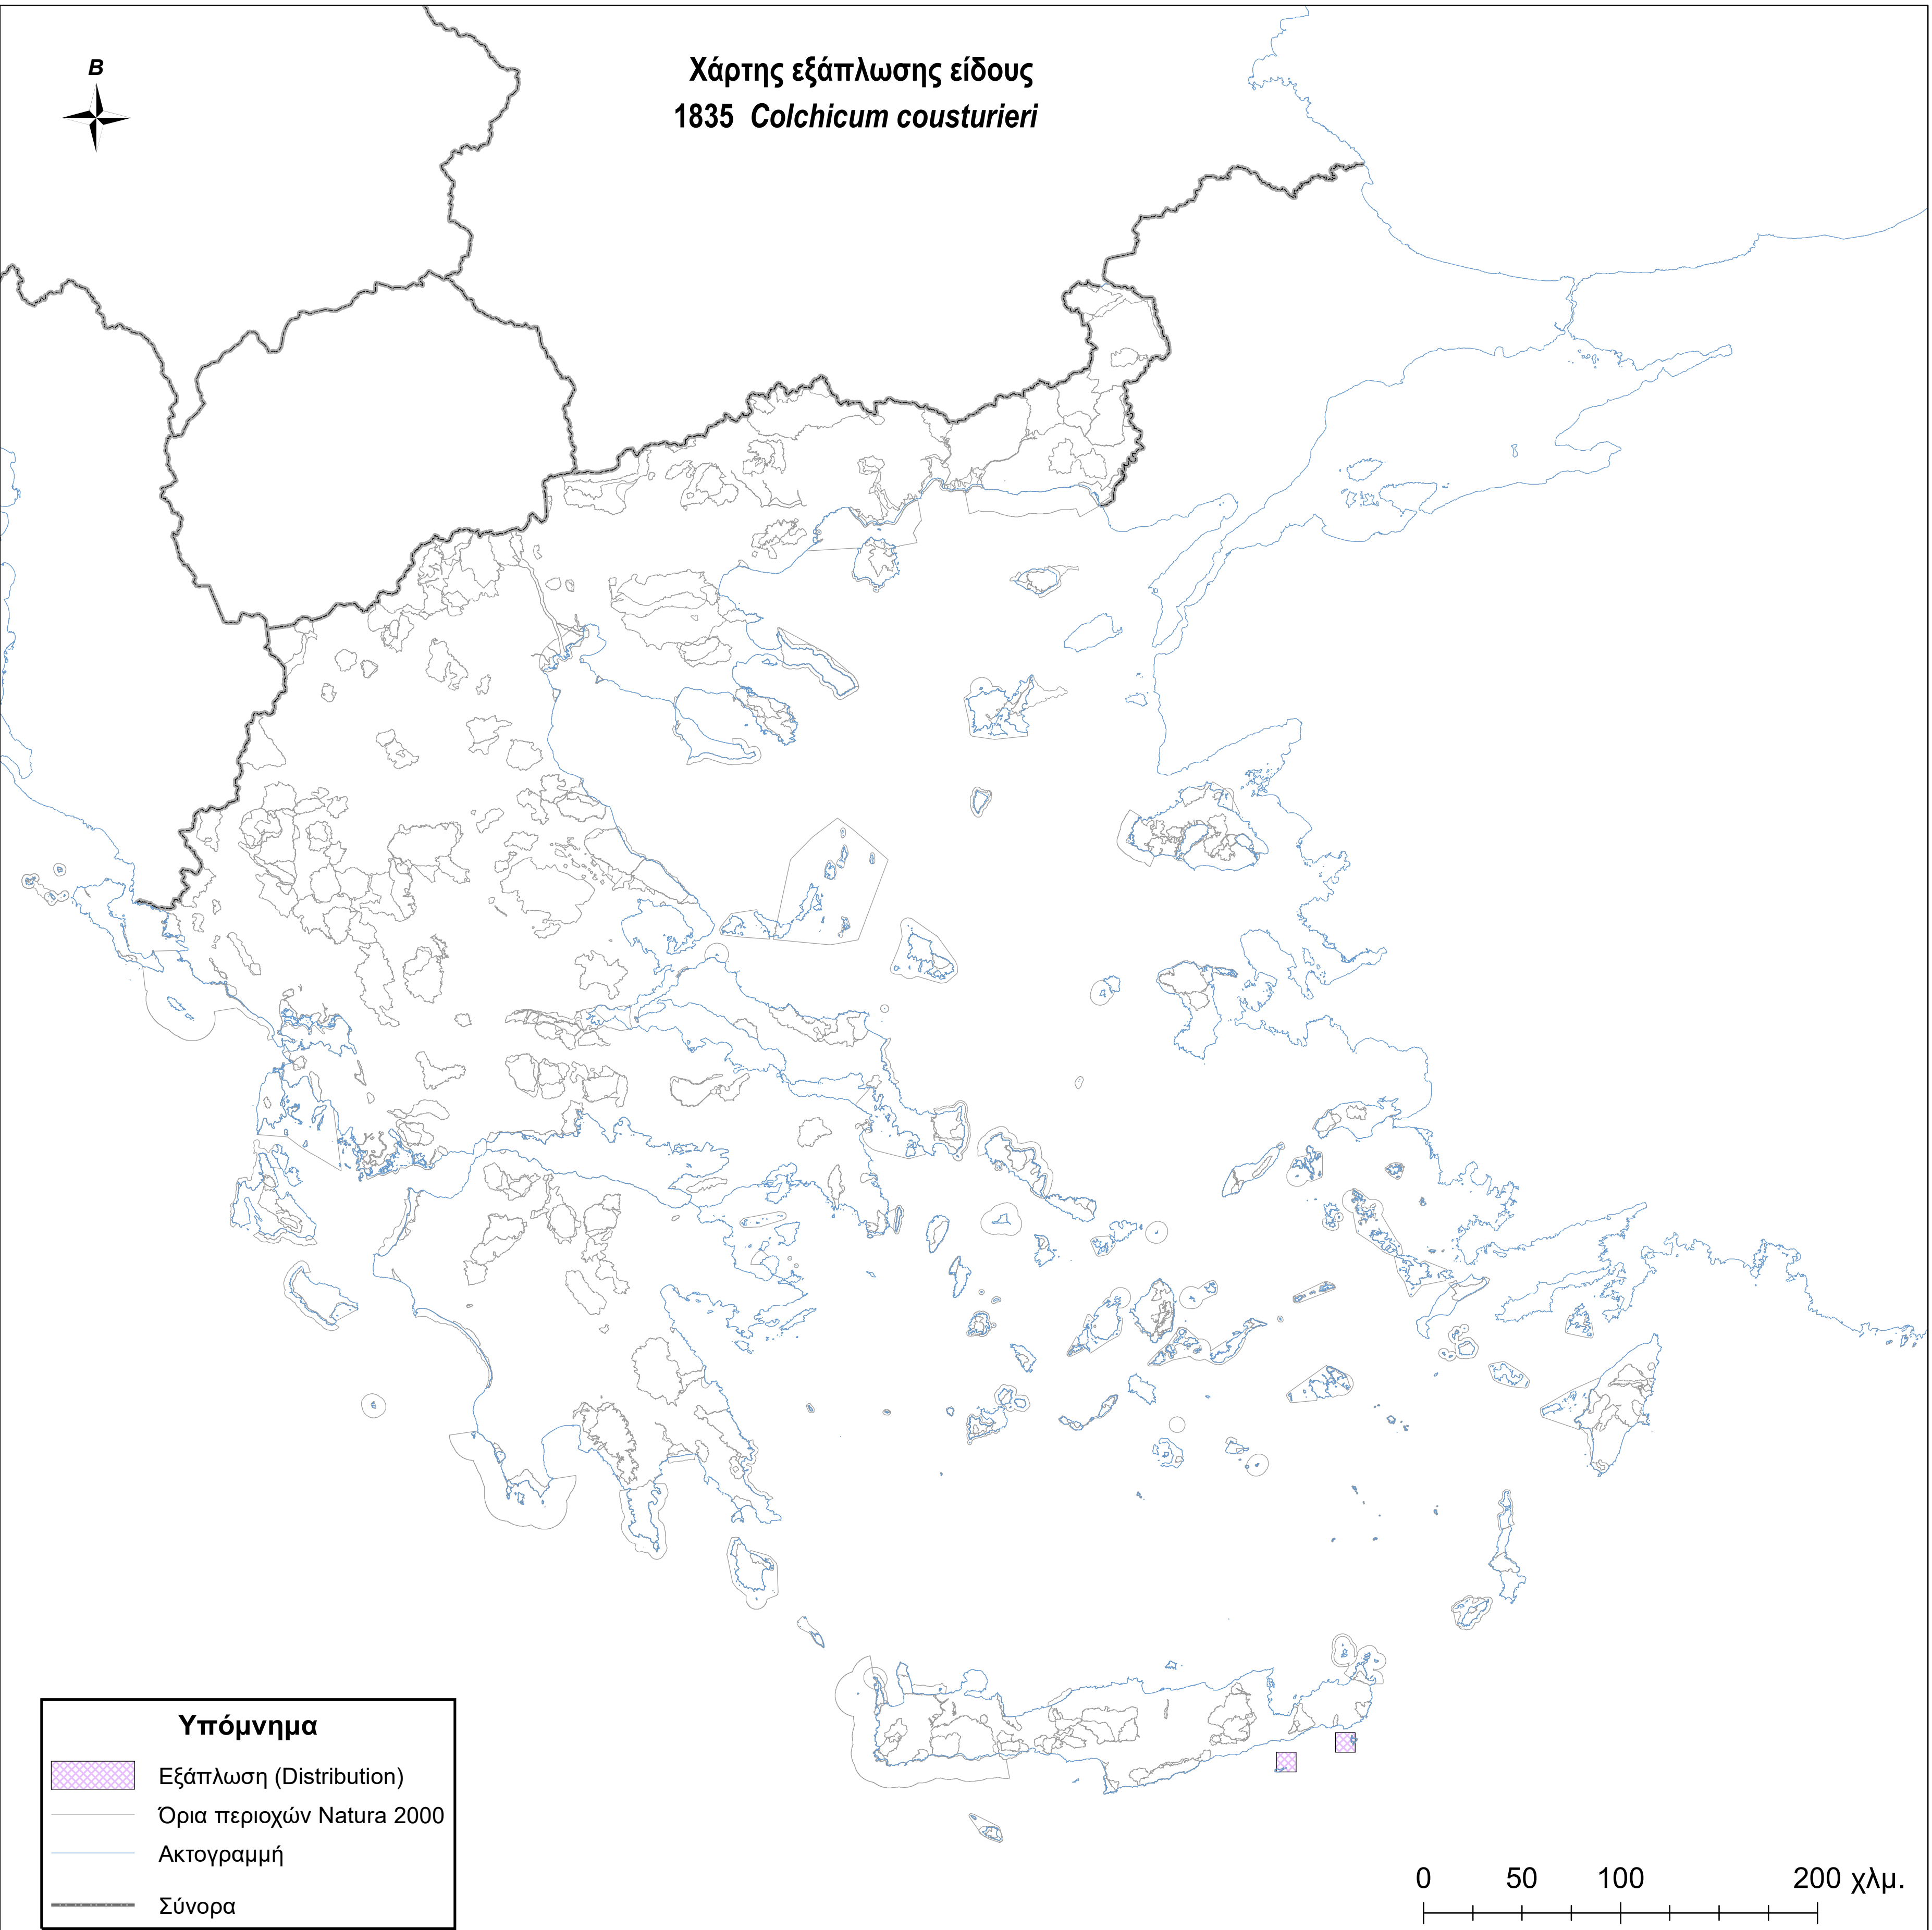 Χάρτης εξάπλωσης είδους
1835 Colchicum cousturieri
Β
Υπόμνημα
Εξάπλωση (Distribution)
Όρια περιοχών Natura 2000
Ακτογραμμή
Σύνορα
0 50 100 200 χλμ.